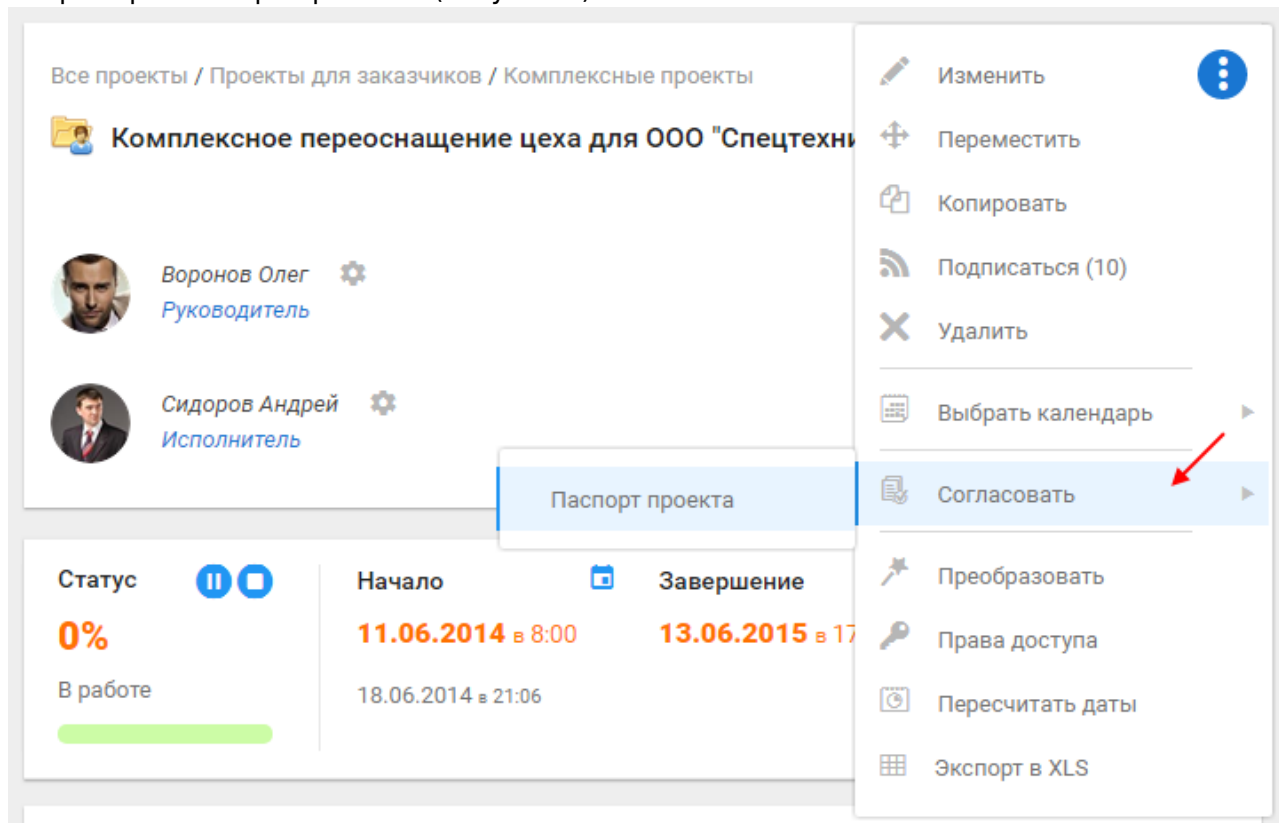 Все проекты / Проекты для заказчиков / Комплексные проекты
Комплексное переоснащение цеха для ООО "Спецтехни
Воронов Олег
Руководитель
Сидоров Андрей
Исполнитель
Изменить
Переместить
Копировать
Подписаться (10)
Удалить
Выбрать календарь
Согласовать
Паспорт проекта
Преобразовать
Права доступа
Пересчитать даты
Экспорт в XLS
Статус
0%
В работе
Начало
11.06.2014 в 8:00
18.06.2014 в 21:06
Завершение
13.06.2015 в 17